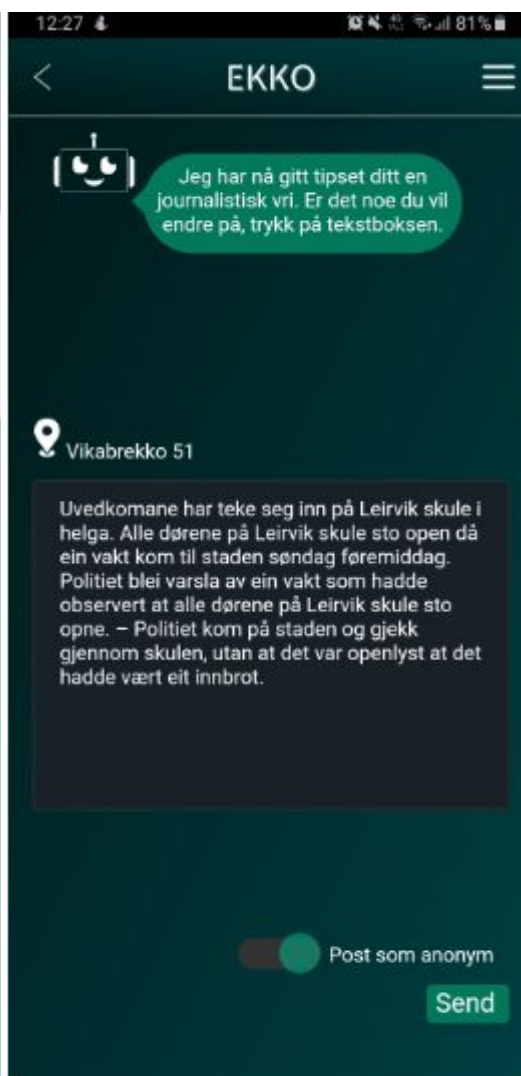 12:27
81%
EKKO
Jeg har nå gitt tipset ditt en
journalistisk vri. Er det noe du vil
endre på, trykk på tekstboksen.
Vikabrekko 51
Uvedkomane har teke seg inn på Leirvik skule i
helga. Alle dørene på Leirvik skule sto open då
ein vakt kom til staden søndag føremiddag.
Politiet blei varsla av ein vakt som hadde
observert at alle dørene på Leirvik skule sto
opne. – Politiet kom på staden og gjekk
gjennom skulen, utan at det var openlyst at det
hadde vært eit innbrot.
Post som anonym
Send